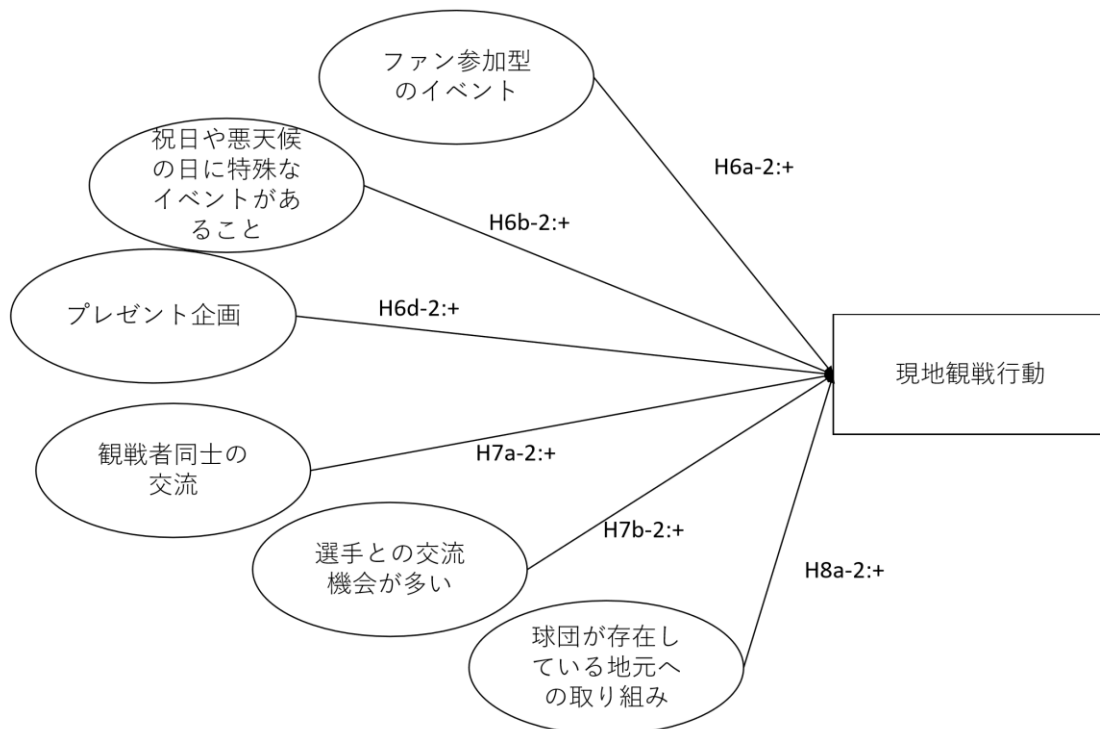 ファン参加型
のイベント
H6a-2:+
祝日や悪天候
の日に特殊な
イベントがあ
ること
H6b-2:+
プレゼント企画
H6d-2:+
現地観戦行動
観戦者同士の
交流
H7a-2:+
選手との交流
機会が多い
H7b-2:+
H8a-2:+
球団が存在し
ている地元へ
の取り組み